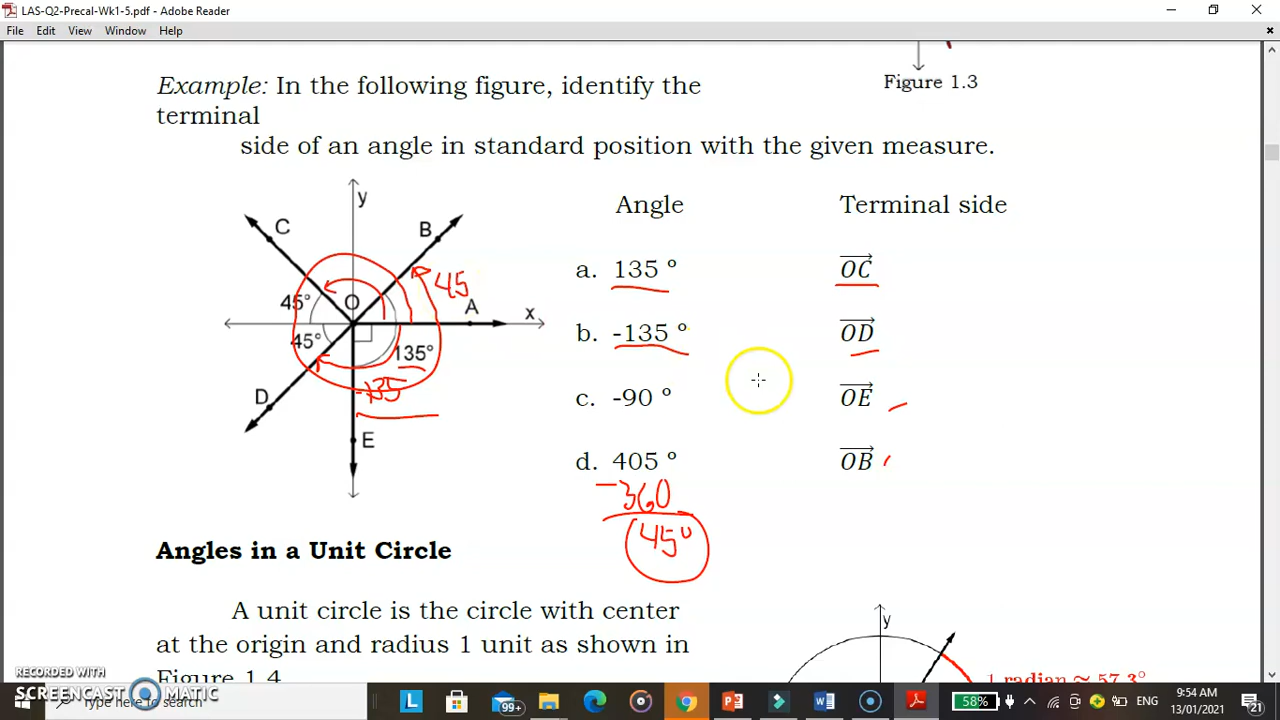 LAS-Q2-Precal-Wk1-5.pdf - Adobe Reader
File Edit View Window Help
Figure 1.3
Example: In the following figure, identify the
terminal
side of an angle in standard position with the given measure.
Angle Terminal side
a. 135 º OC
b. -135 º OD
c. -90 º OE
d. 405 º OB
-360
45º
y
C
B
45
45°
O
A
x
45°
135°
-135
D
E
Angles in a Unit Circle
A unit circle is the circle with center
at the origin and radius 1 unit as shown in
Figure 1.4
y
1 radian ≈ 57.3°
RECORDED WITH
SCREENCAST MATIC
Type here to search
L
99+
58%
ENG
9:54 AM
13/01/2021
21